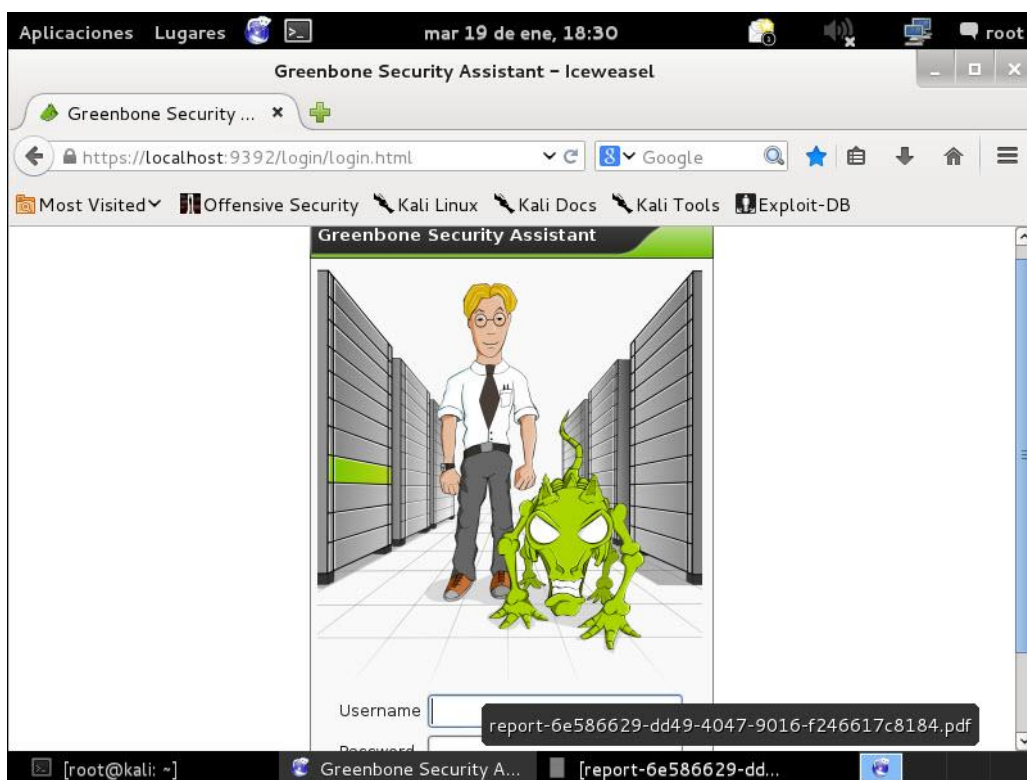 Aplicaciones Lugares mar 19 de ene, 18:30 root
Greenbone Security Assistant - Iceweasel
Greenbone Security ...
https://localhost:9392/login/login.html Google
Most Visited Offensive Security Kali Linux Kali Docs Kali Tools Exploit-DB
Greenbone Security Assistant
Username
report-6e586629-dd49-4047-9016-f246617c8184.pdf
Password
[root@kali: ~] Greenbone Security A... [report-6e586629-dd...